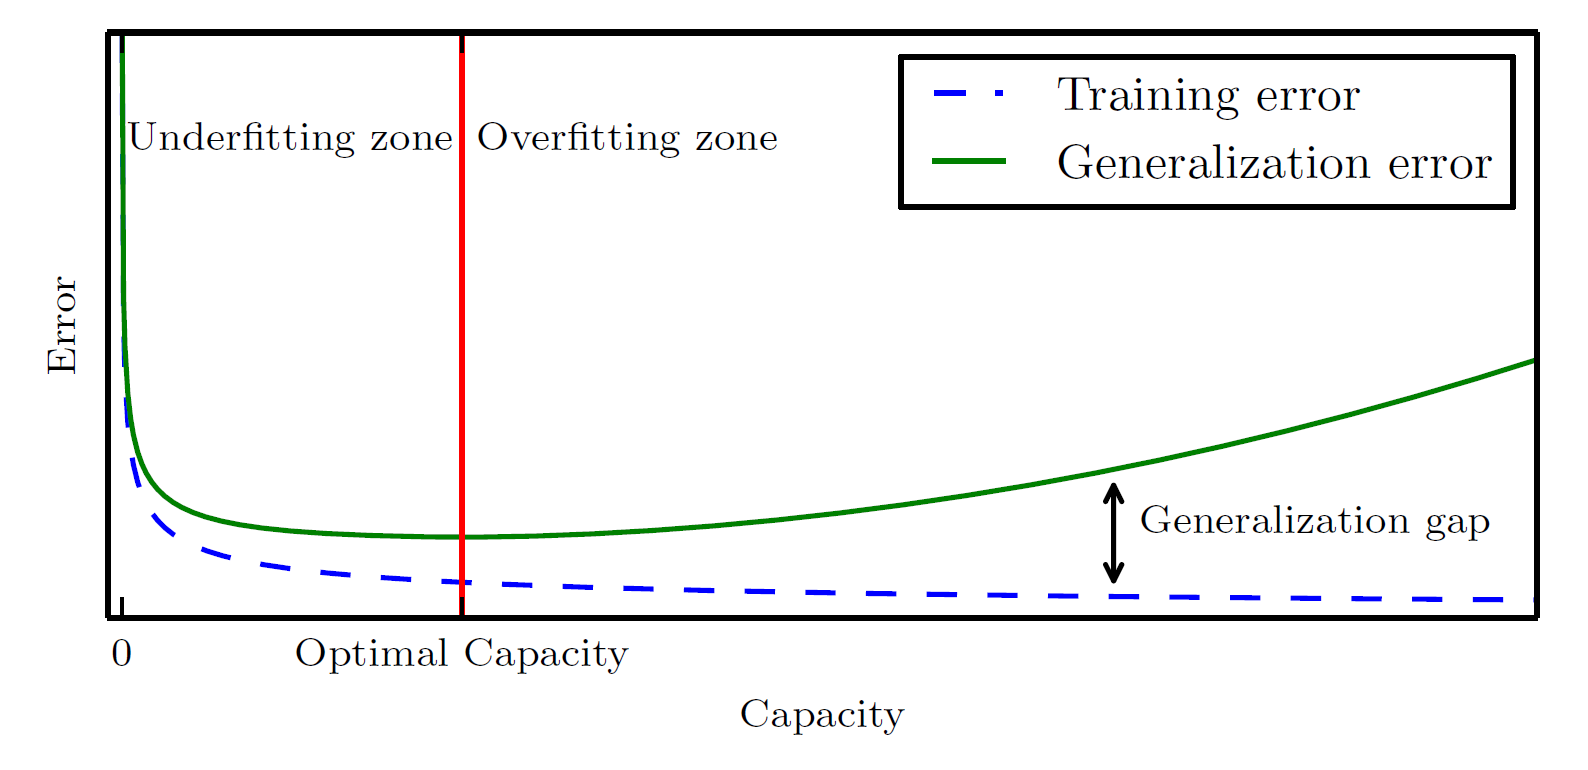 Training error
Underfitting zone Overfitting zone
Generalization error
Error
Generalization gap
0 Optimal Capacity
Capacity